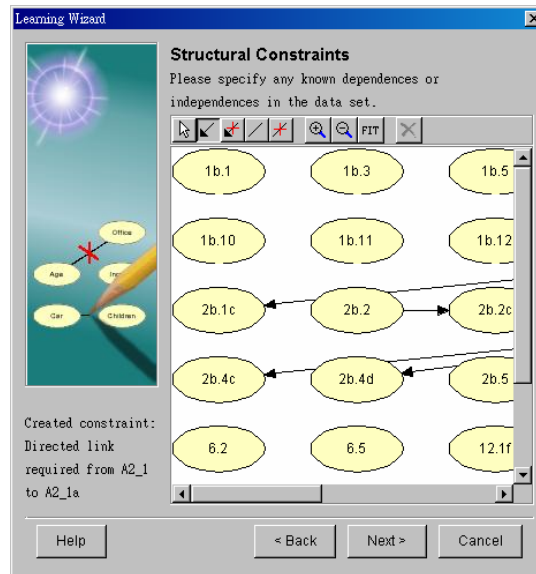 Learning Wizard
Structural Constraints
Please specify any known dependences or
independences in the data set.
FIT
1b.1 1b.3 1b.5
1b.10 1b.11 1b.12
2b.1c 2b.2 2b.2c
2b.4c 2b.4d 2b.5
6.2 6.5 12.1f
Office
Age
Car Children
Created constraint:
Directed link
required from A2_1
to A2_1a
Help < Back Next > Cancel